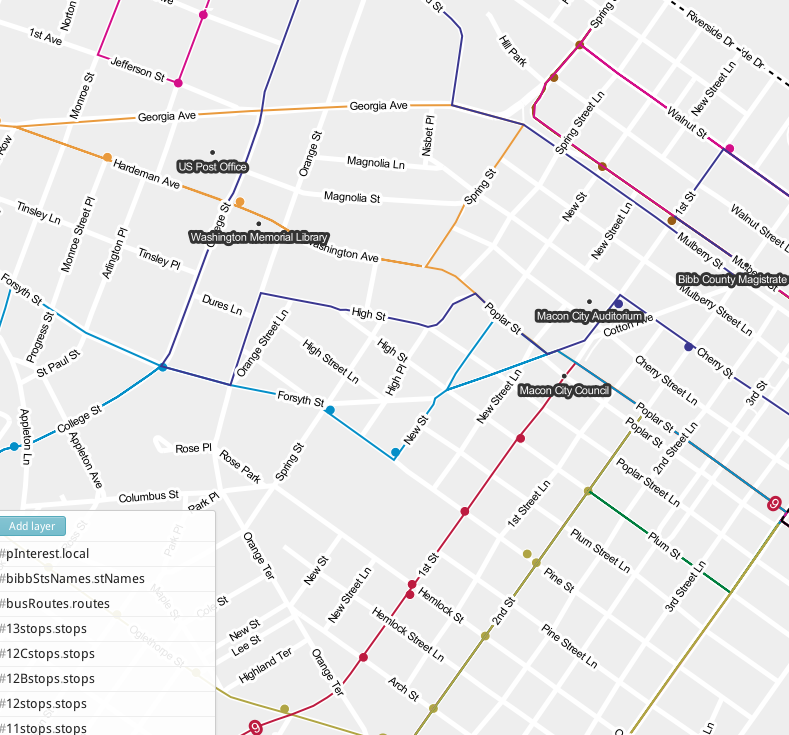 Norton
1st Ave
Jefferson St
Monroe St
Georgia Ave
Georgia Ave
Hill Park
Spring St
Riverside Dr
de Dr
New Street Ln
Walnut St
Spring Street Ln
Nisbet Pl
Orange St
Magnolia Ln
Magnolia St
Spring St
US Post Office
Hardeman Ave
Row
Tinsley Ln
Monroe Street Pl
Arlington Pl
Tinsley Pl
College St
Washington Memorial Library
Washington Ave
New St
New Street Ln
1st St
Walnut Street L
Mulberry St
Mulbe
Bibb County Magistrate
Mulberry Street Ln
Forsyth St
Progress St
St Paul St
Dures Ln
Orange Street Ln
High St
High St
High Street Ln
High Pl
Poplar St
Macon City Auditorium
Cotton Ave
Cherry St
Cherry Street Ln
3rd St
Macon City Council
Forsyth St
New St
New Street Ln
Poplar St
Poplar St
2nd Street Ln
Poplar Street Ln
College St
Appleton Ln
Appleton Ave
Rose Pl
Rose Park
Spring St
Columbus St
Park Pl
Park Pl
1st Street Ln
9
Plum St
Plum Street Ln
3rd Street Ln
Pine St
Pine Street Ln
Orange Ter
New St
New Street Ln
1st St
Hemlock St
Hemlock Street Ln
2nd St
New St
Lee St
Highland Ter
Orange Ter
Arch St
Maple St
Oglethorpe St
9
Ln
Add layer
#pInterest.local
#bibbStsNames.stNames
#busRoutes.routes
#13stops.stops
#12Cstops.stops
#12Bstops.stops
#12stops.stops
#11stops.stops